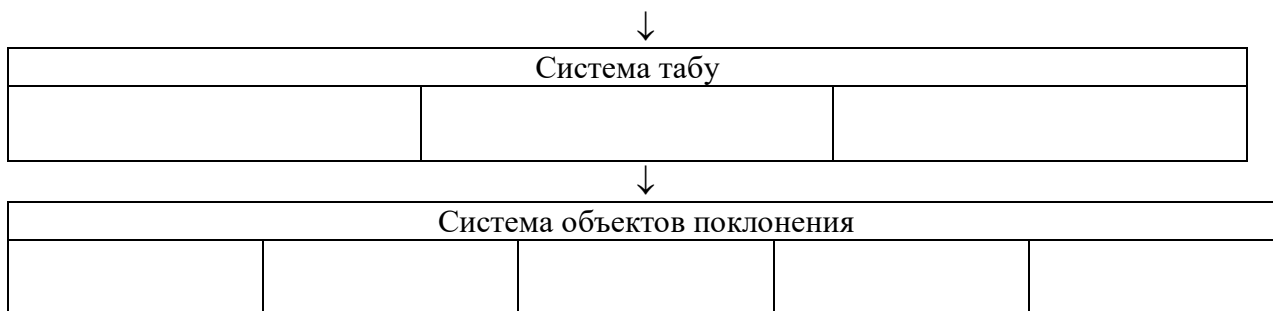 ↓
Система табу
↓
Система объектов поклонения